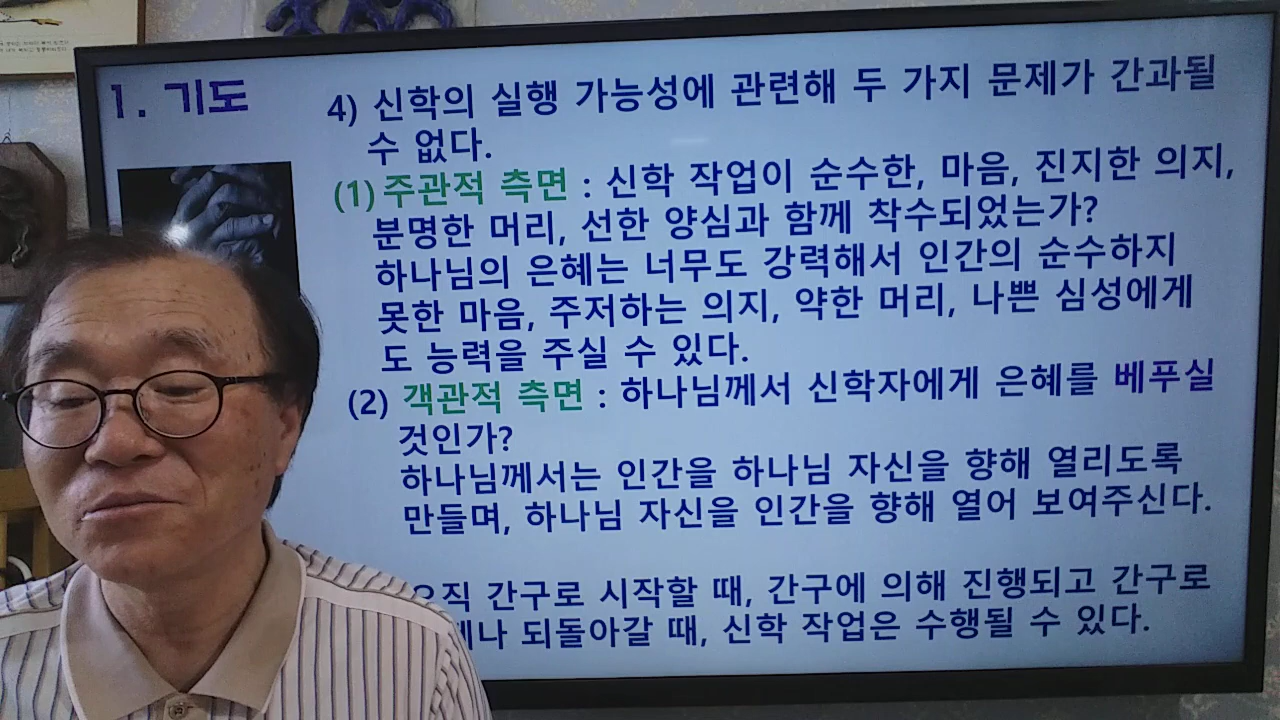 1. 기도
4) 신학의 실행 가능성에 관련해 두 가지 문제가 간과될
수 없다.
(1) 주관적 측면 : 신학 작업이 순수한, 마음, 진지한 의지,
분명한 머리, 선한 양심과 함께 착수되었는가?
하나님의 은혜는 너무도 강력해서 인간의 순수하지
못한 마음, 주저하는 의지, 약한 머리, 나쁜 심성에게
도 능력을 주실 수 있다.
(2) 객관적 측면 : 하나님께서 신학자에게 은혜를 베푸실
것인가?
하나님께서는 인간을 하나님 자신을 향해 열리도록
만들며, 하나님 자신을 인간을 향해 열어 보여주신다.
오직 간구로 시작할 때, 간구에 의해 진행되고 간구로
되돌아갈 때, 신학 작업은 수행될 수 있다.